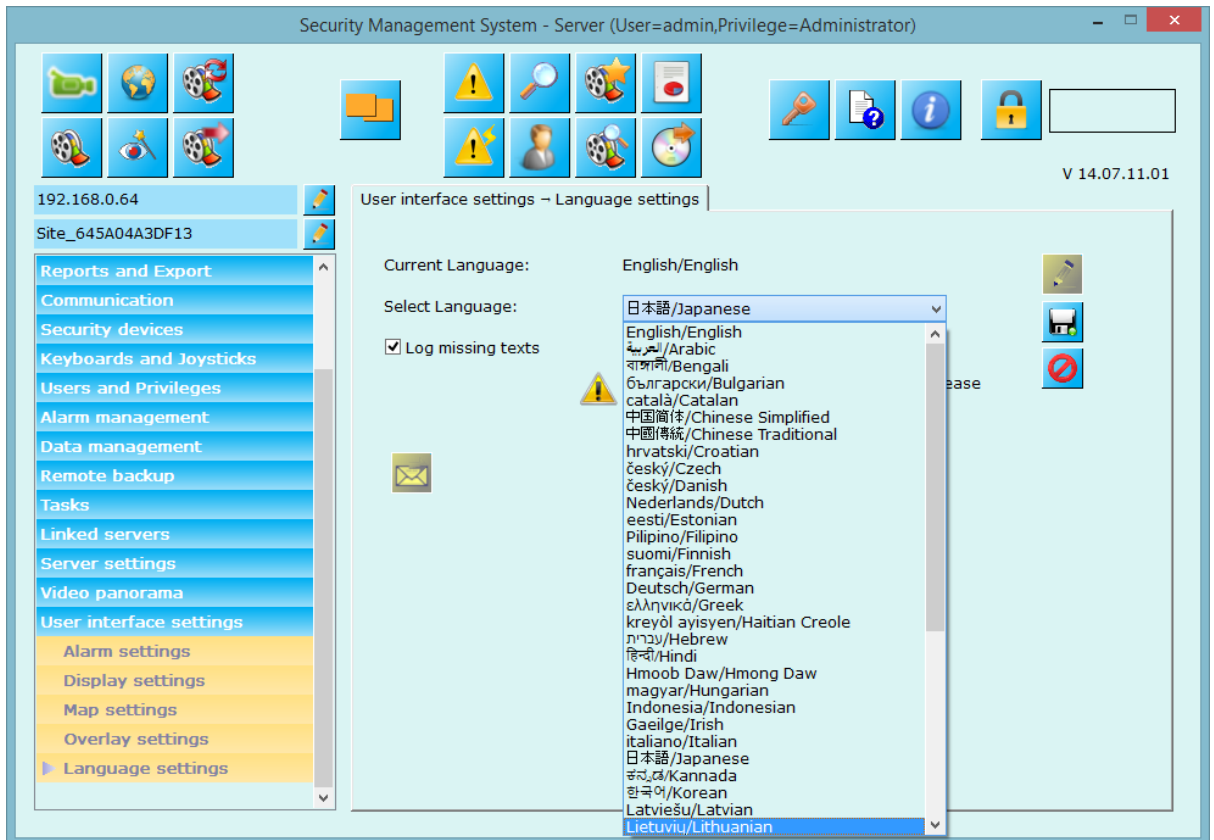 Security Management System - Server (User=admin,Privilege=Administrator)
V 14.07.11.01
192.168.0.64
Site_645A04A3DF13
Reports and Export
Communication
Security devices
Keyboards and Joysticks
Users and Privileges
Alarm management
Data management
Remote backup
Tasks
Linked servers
Server settings
Video panorama
User interface settings
Alarm settings
Display settings
Map settings
Overlay settings
Language settings
User interface settings – Language settings
Current Language: English/English
Select Language: 日本語/Japanese
Log missing texts
ease
English/English
العربية/Arabic
বাঙ্গালী/Bengali
български/Bulgarian
català/Catalan
中国简体/Chinese Simplified
中國傳統/Chinese Traditional
hrvatski/Croatian
český/Czech
český/Danish
Nederlands/Dutch
eesti/Estonian
Pilipino/Filipino
suomi/Finnish
français/French
Deutsch/German
ελληνικά/Greek
kreyòl ayisyen/Haitian Creole
עברית/Hebrew
हिन्दी/Hindi
Hmoob Daw/Hmong Daw
magyar/Hungarian
Indonesia/Indonesian
Gaeilge/Irish
italiano/Italian
日本語/Japanese
ಕನ್ನಡ/Kannada
한국어/Korean
Latviešu/Latvian
Lietuvių/Lithuanian